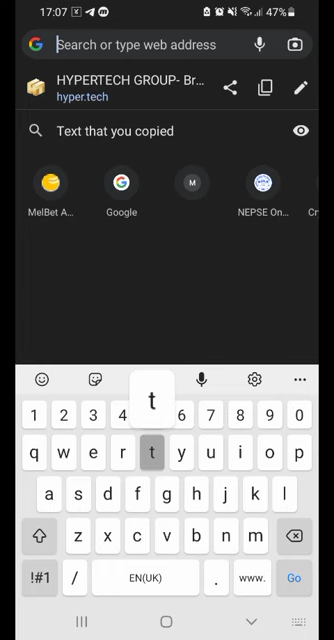 17:07 47%
Search or type web address
HYPERTECH GROUP- Br...
hyper.tech
Text that you copied
M
MelBet A... Google NEPSE On...
t
1 2 3 4 6 7 8 9 0
q w e r t y u i o p
a s d f g h j k l
z x c v b n m
!#1 / EN(UK) . www. Go